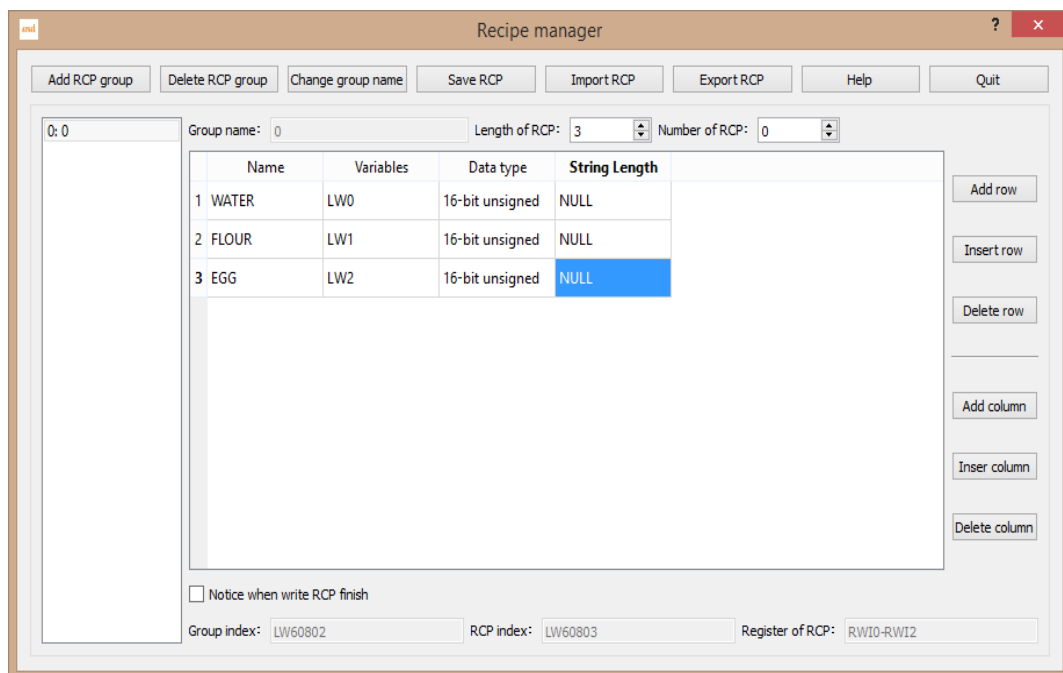 Recipe manager ?
Add RCP group Delete RCP group Change group name Save RCP Import RCP Export RCP Help Quit
0: 0
Group name: 0 Length of RCP: 3 Number of RCP: 0
Name Variables Data type String Length
1 WATER LW0 16-bit unsigned NULL
2 FLOUR LW1 16-bit unsigned NULL
3 EGG LW2 16-bit unsigned NULL
Add row
Insert row
Delete row
Add column
Inser column
Delete column
Notice when write RCP finish
Group index: LW60802 RCP index: LW60803 Register of RCP: RWI0-RWI2